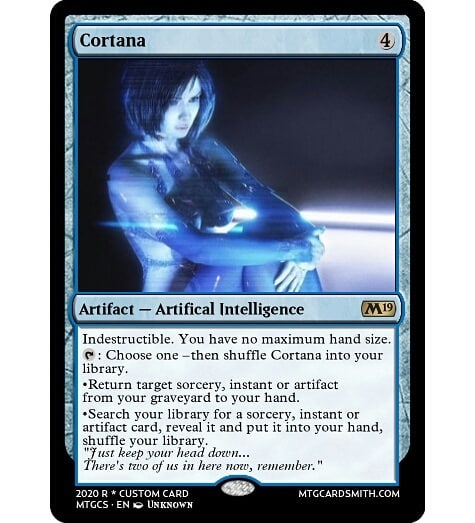 Cortana 4
Artifact — Artifical Intelligence
M19
Indestructible. You have no maximum hand size.
: Choose one –then shuffle Cortana into your
library.
•Return target sorcery, instant or artifact
from your graveyard to your hand.
•Search your library for a sorcery, instant or
artifact card, reveal it and put it into your hand,
shuffle your library.
"Just keep your head down...
There's two of us in here now, remember."
2020 R * CUSTOM CARD
MTGCS · EN UNKNOWN
MTGCARDSMITH.COM